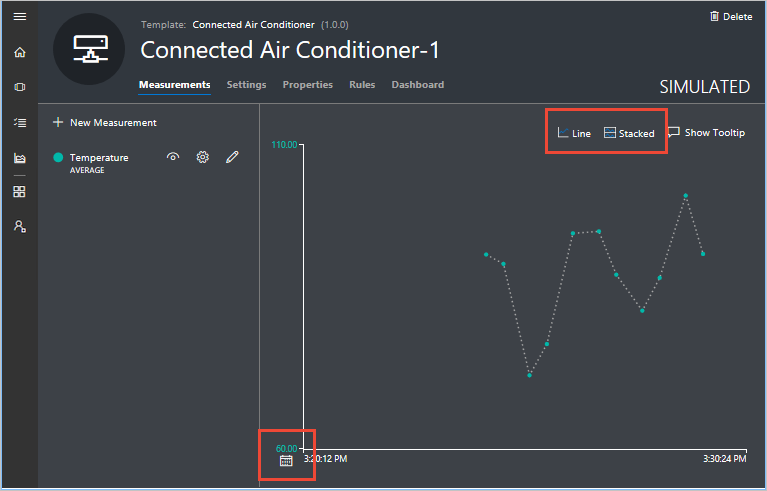 Template: Connected Air Conditioner (1.0.0)
Delete
Connected Air Conditioner-1
Measurements Settings Properties Rules Dashboard
SIMULATED
New Measurement
Line Stacked Show Tooltip
110.00
Temperature
AVERAGE
60.00
3:20:12 PM 3:30:24 PM